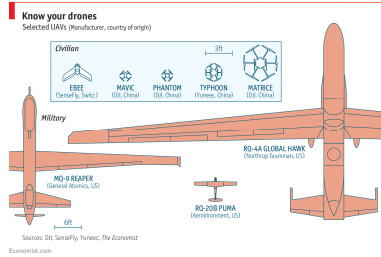 Know your drones
Selected UAVs (Manufacturer, country of origin)
Civilian
3ft
EBEE
(SenseFly, Switz.)
MAVIC
(DJI, China)
PHANTOM
(DJI, China)
TYPHOON
(Yuneec, China)
MATRICE
(DJI, China)
Military
RQ-4A GLOBAL HAWK
(Northrop Grumman, US)
MQ-9 REAPER
(General Atomics, US)
RQ-20B PUMA
(AeroVironment, US)
6ft
Sources: DJI; SenseFly; Yuneec; The Economist
Economist.com